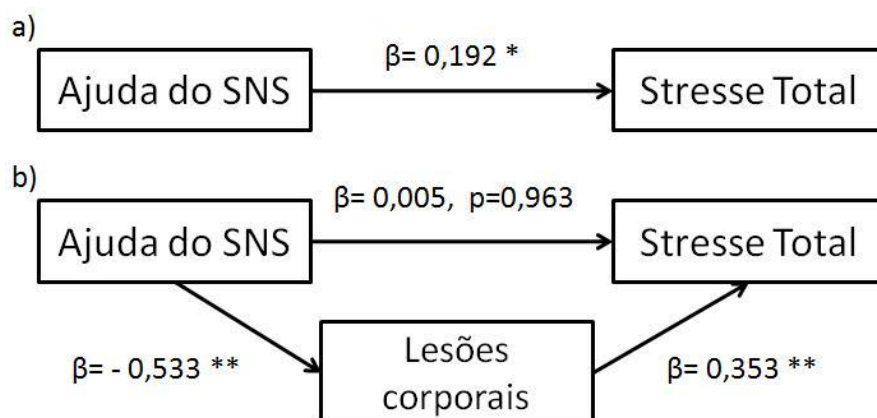 a)
β= 0,192 *
Ajuda do SNS
Stresse Total
b)
β= 0,005, p=0,963
Ajuda do SNS
Stresse Total
Lesões
corporais
β= - 0,533 **
β= 0,353 **